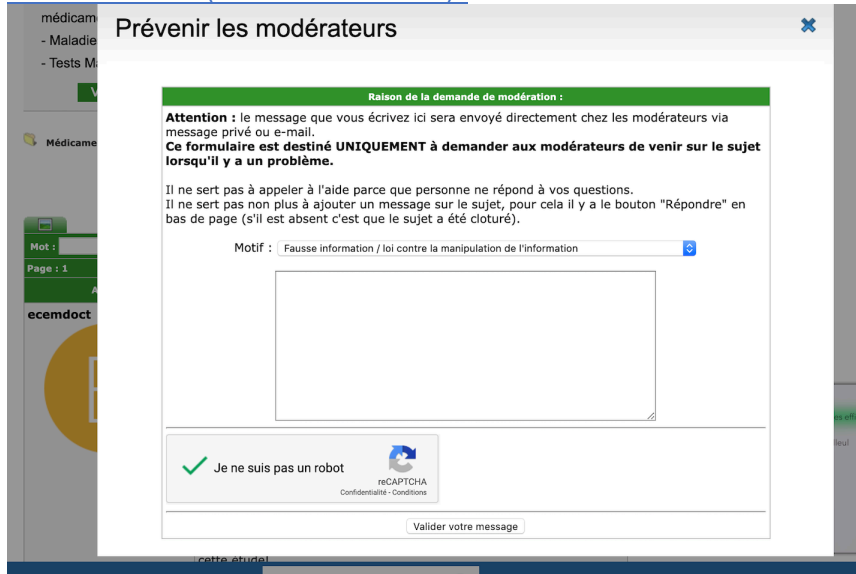 médicam
Prévenir les modérateurs
- Maladie
- Tests Ma
V
Raison de la demande de modération :
Attention : le message que vous écrivez ici sera envoyé directement chez les modérateurs via
message privé ou e-mail.
Ce formulaire est destiné UNIQUEMENT à demander aux modérateurs de venir sur le sujet
lorsqu'il y a un problème.
Médicame
Il ne sert pas à appeler à l'aide parce que personne ne répond à vos questions.
Il ne sert pas non plus à ajouter un message sur le sujet, pour cela il y a le bouton "Répondre" en
bas de page (s'il est absent c'est que le sujet a été cloturé).
Mot :
Motif : Fausse information / loi contre la manipulation de l'information
Page : 1
A
ecemdoct
E
Je ne suis pas un robot
reCAPTCHA
Confidentialité - Conditions
Valider votre message
cette étude!